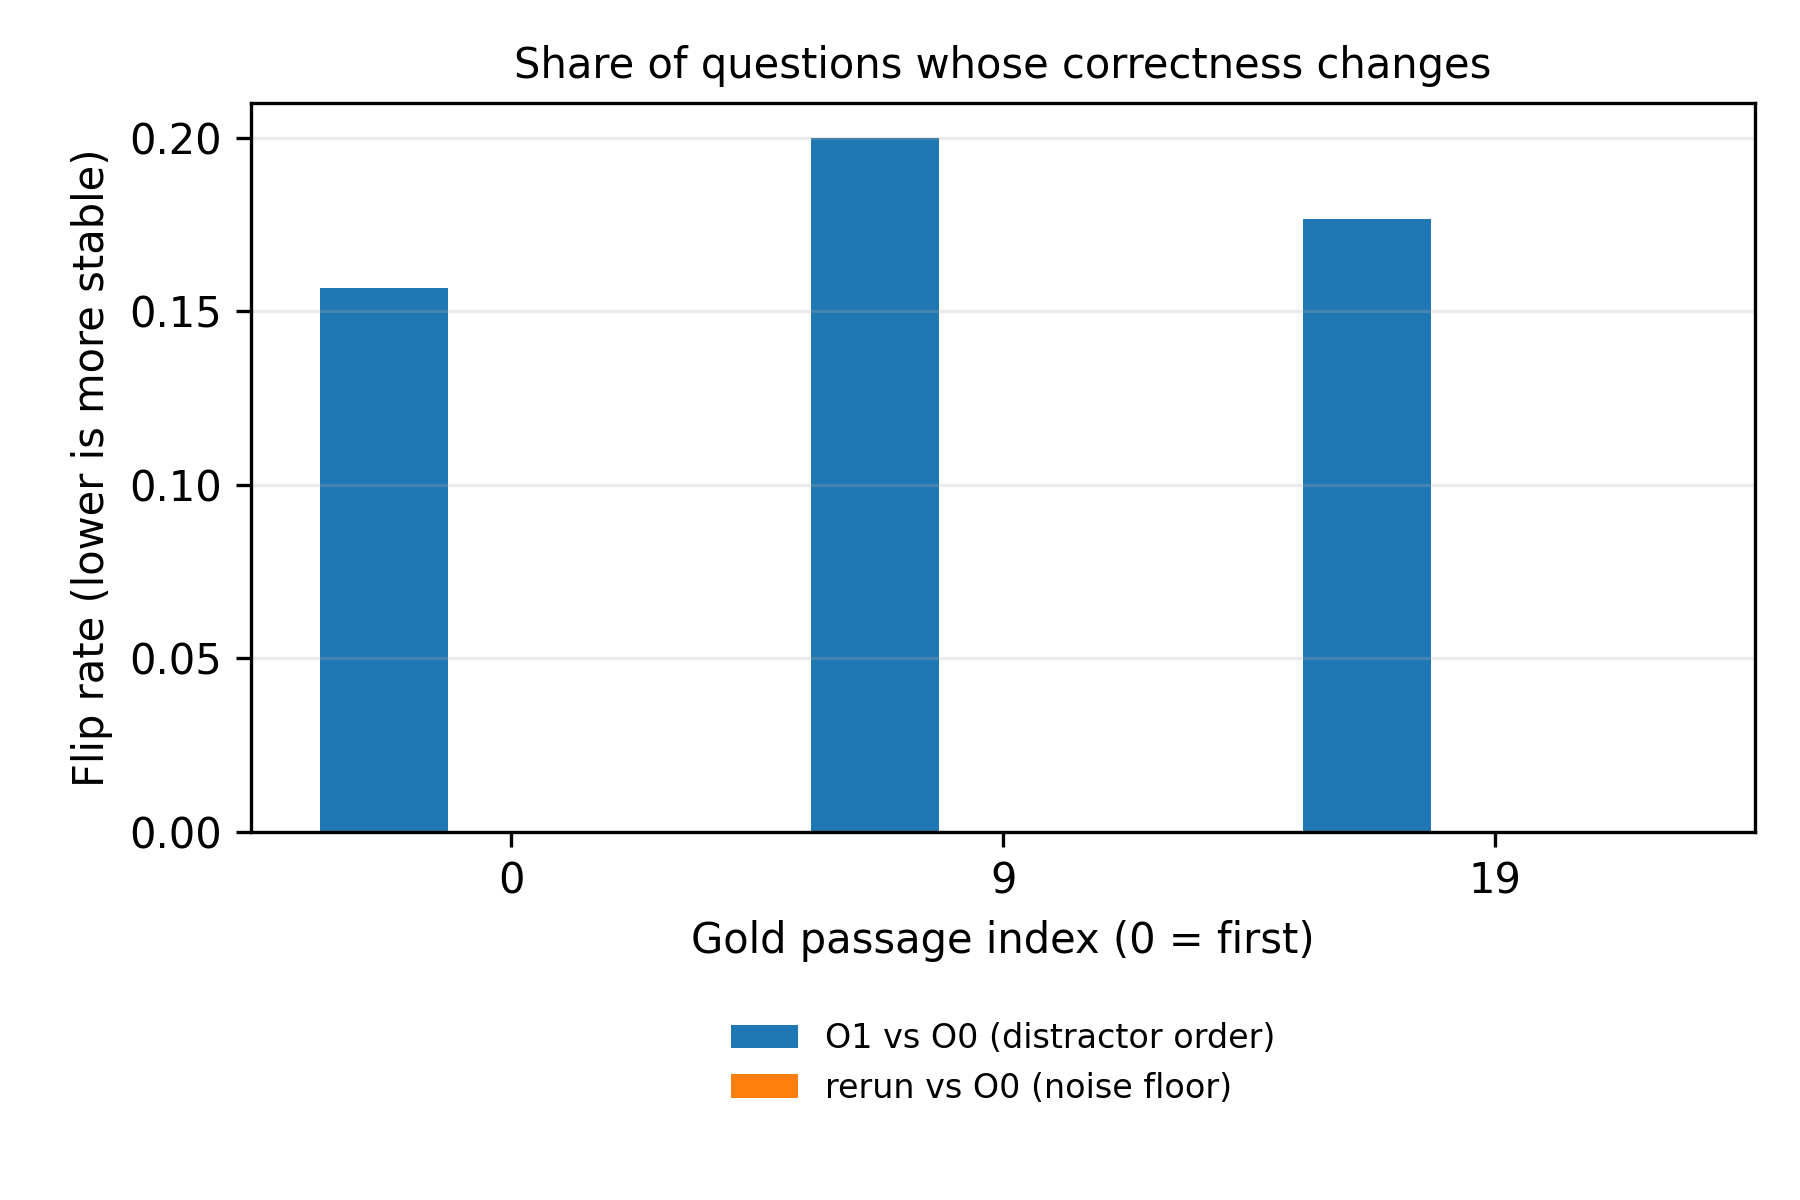 Share of questions whose correctness changes
Flip rate (lower is more stable)
0.20
0.15
0.10
0.05
0.00
0 9 19
Gold passage index (0 = first)
O1 vs O0 (distractor order)
rerun vs O0 (noise floor)